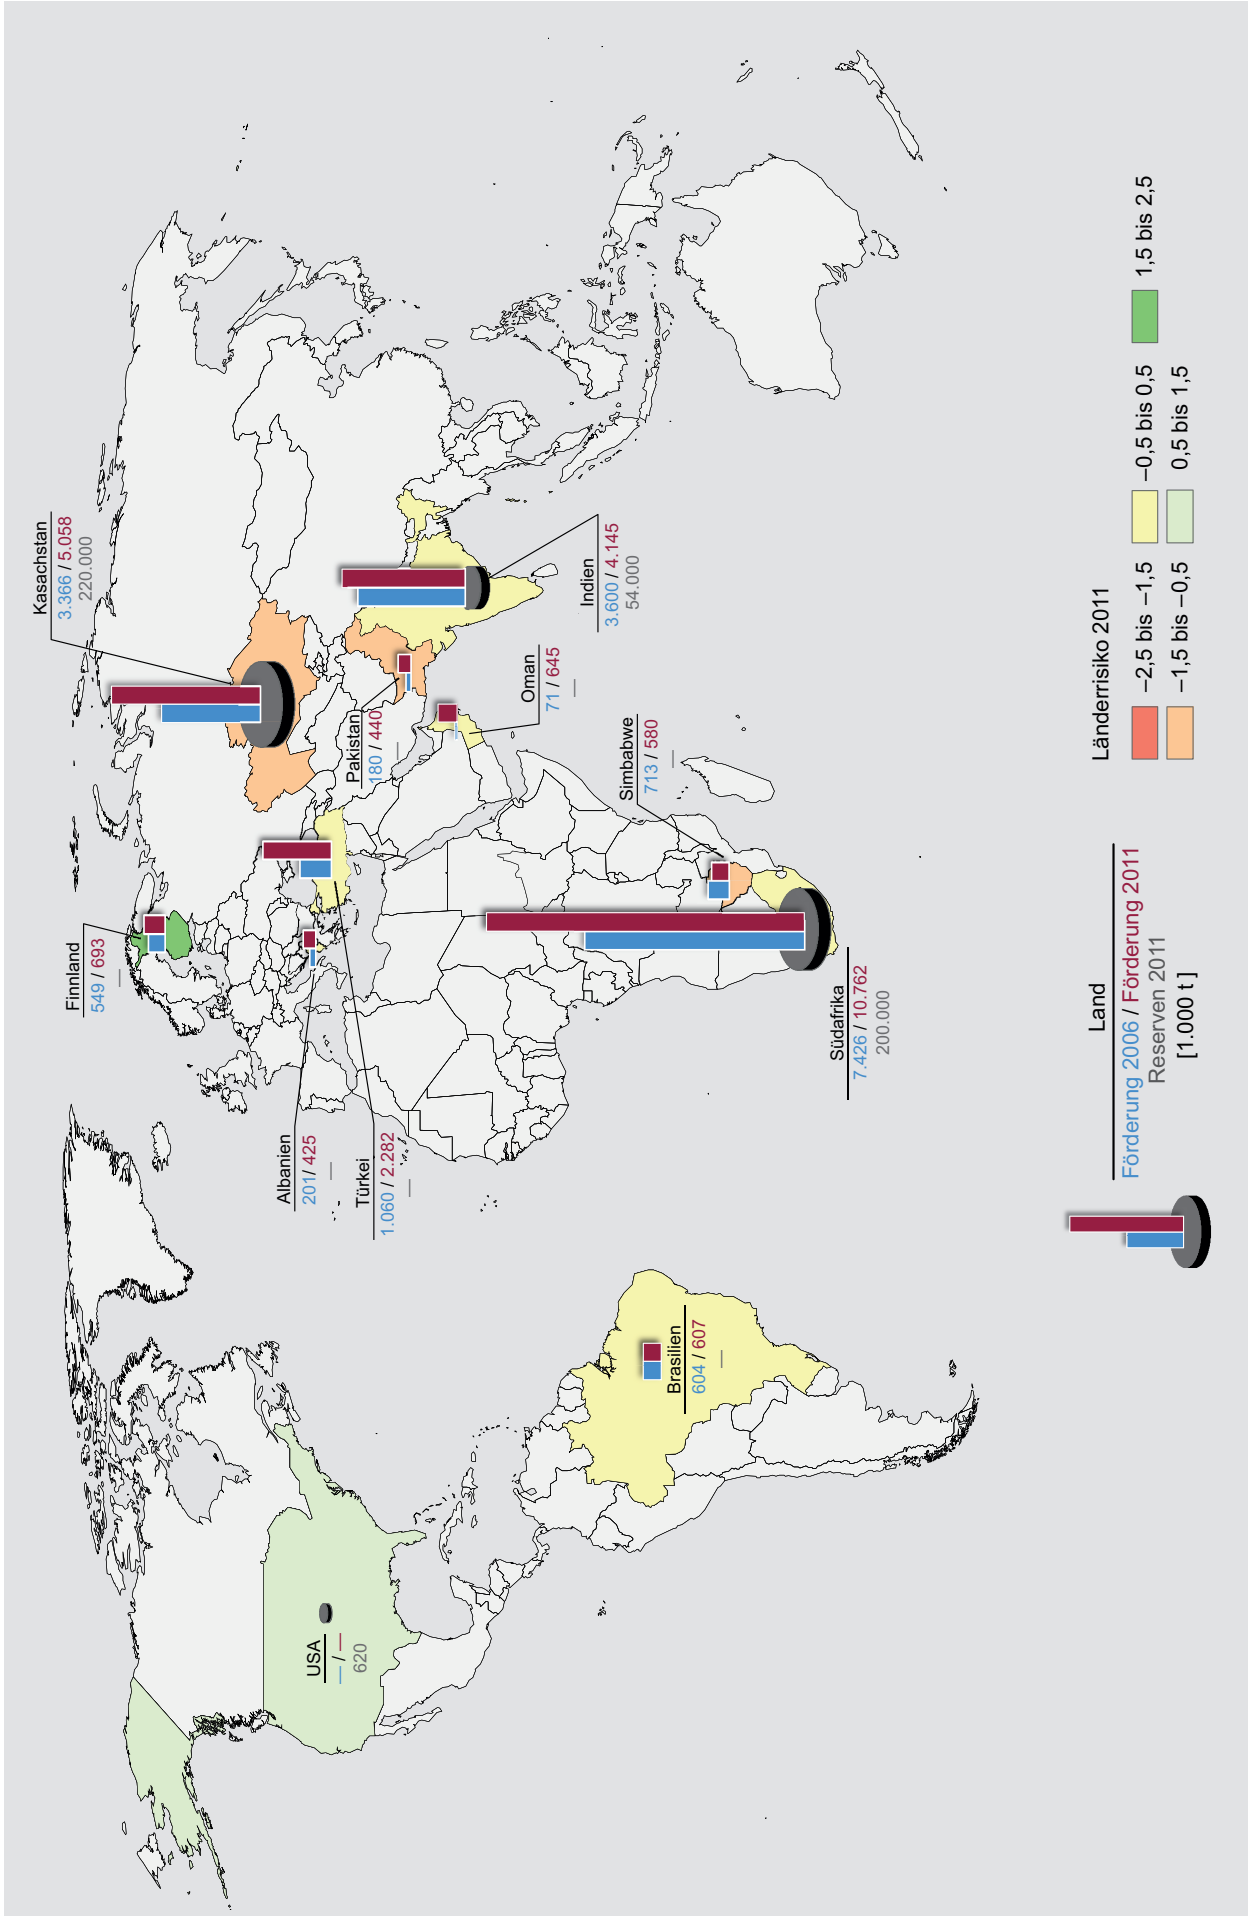 Kasachstan
3.366 / 5.058
220.000
Finnland
549 / 693
—
Pakistan
180 / 440
—
Indien
3.600 / 4.145
54.000
Oman
71 / 645
—
Simbabwe
713 / 580
—
Albanien
201/ 425
—
Türkei
1.060 / 2.282
—
USA
— / —
620
Brasilien
604 / 607
—
Südafrika
7.426 / 10.762
200.000
Land
Förderung 2006 / Förderung 2011
Reserven 2011
[1.000 t ]
Länderrisiko 2011
–2,5 bis –1,5
–0,5 bis 0,5
1,5 bis 2,5
–1,5 bis –0,5
0,5 bis 1,5